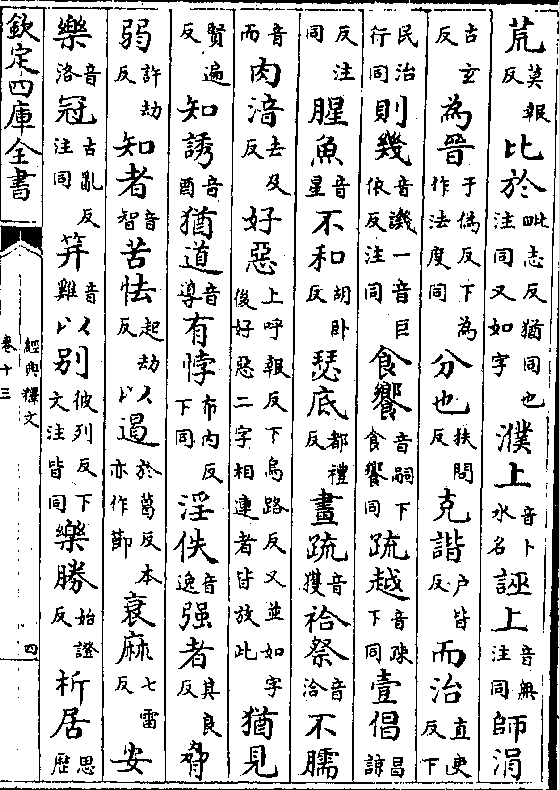 荒莫報反比於毗志反猶同也注同又如字濮上音卜水名誣上音無注同師涓
古玄反為晉于偽反下為作法度同分也扶問反克諧户皆反而治直吏反下
民治行同則幾音譏一音巨依反注同食饗音嗣下食饗同疏越音疎下同壹倡昌諒
反注同腥魚音星不和胡卧反瑟底都禮反畫疏音獲祫祭音洽不臑
音而肉湆去及反好惡上呼報反下烏路反又並如字後好惡二字相連者皆放此猶見
賢遍反知誘音酉猶道音導有悖布内反下同淫佚音逸强者其良反脅
弱許劫反知者音智苦怯起劫反以遏於葛反本亦作節衰麻七雷反安
樂音洛冠古亂反注同笄音雞以别彼列反下文注皆同樂勝始證反析居思歷
欽定四庫全書
經典釋文
卷十三
四